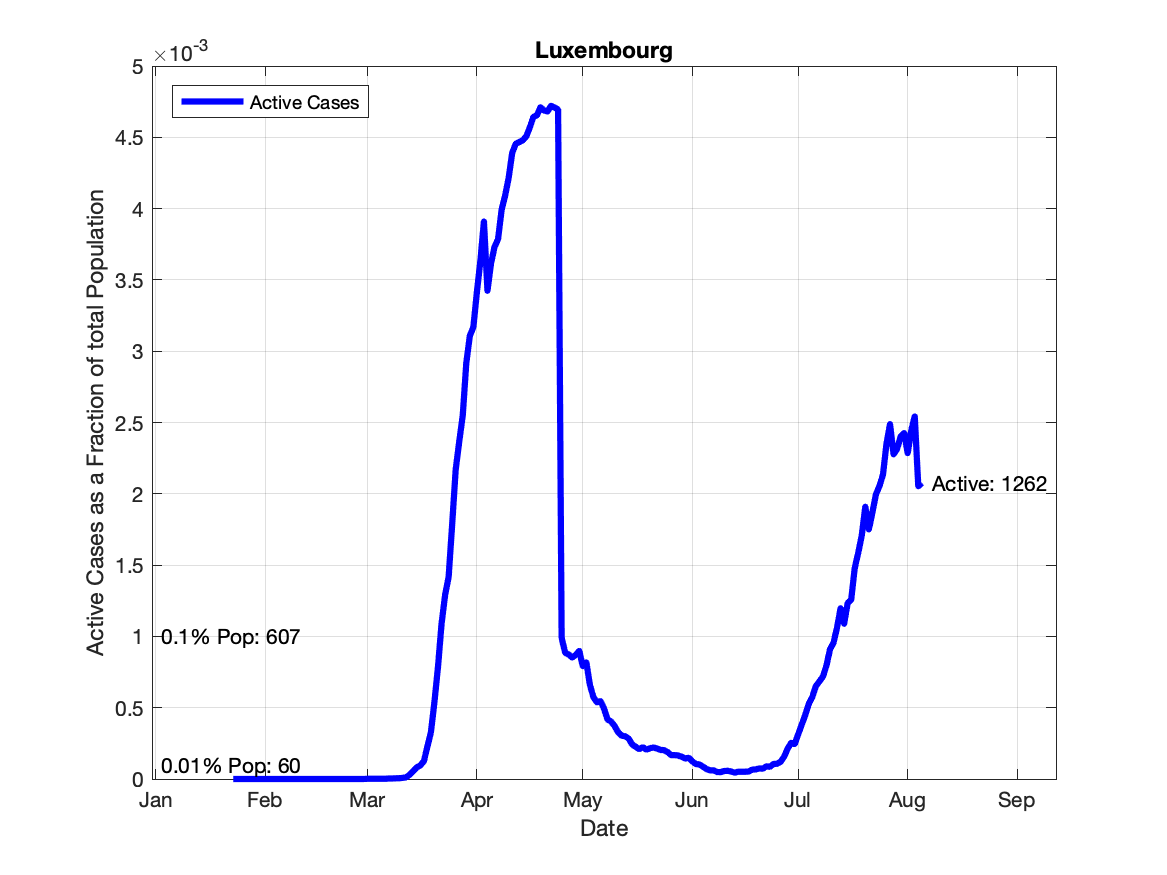 Luxembourg
×10-3
Active Cases
5
4.5
4
3.5
3
2.5
2
1.5
1
0.5
0
Active Cases as a Fraction of total Population
Active: 1262
0.1% Pop: 607
0.01% Pop: 60
Jan Feb Mar Apr May Jun Jul Aug Sep
Date